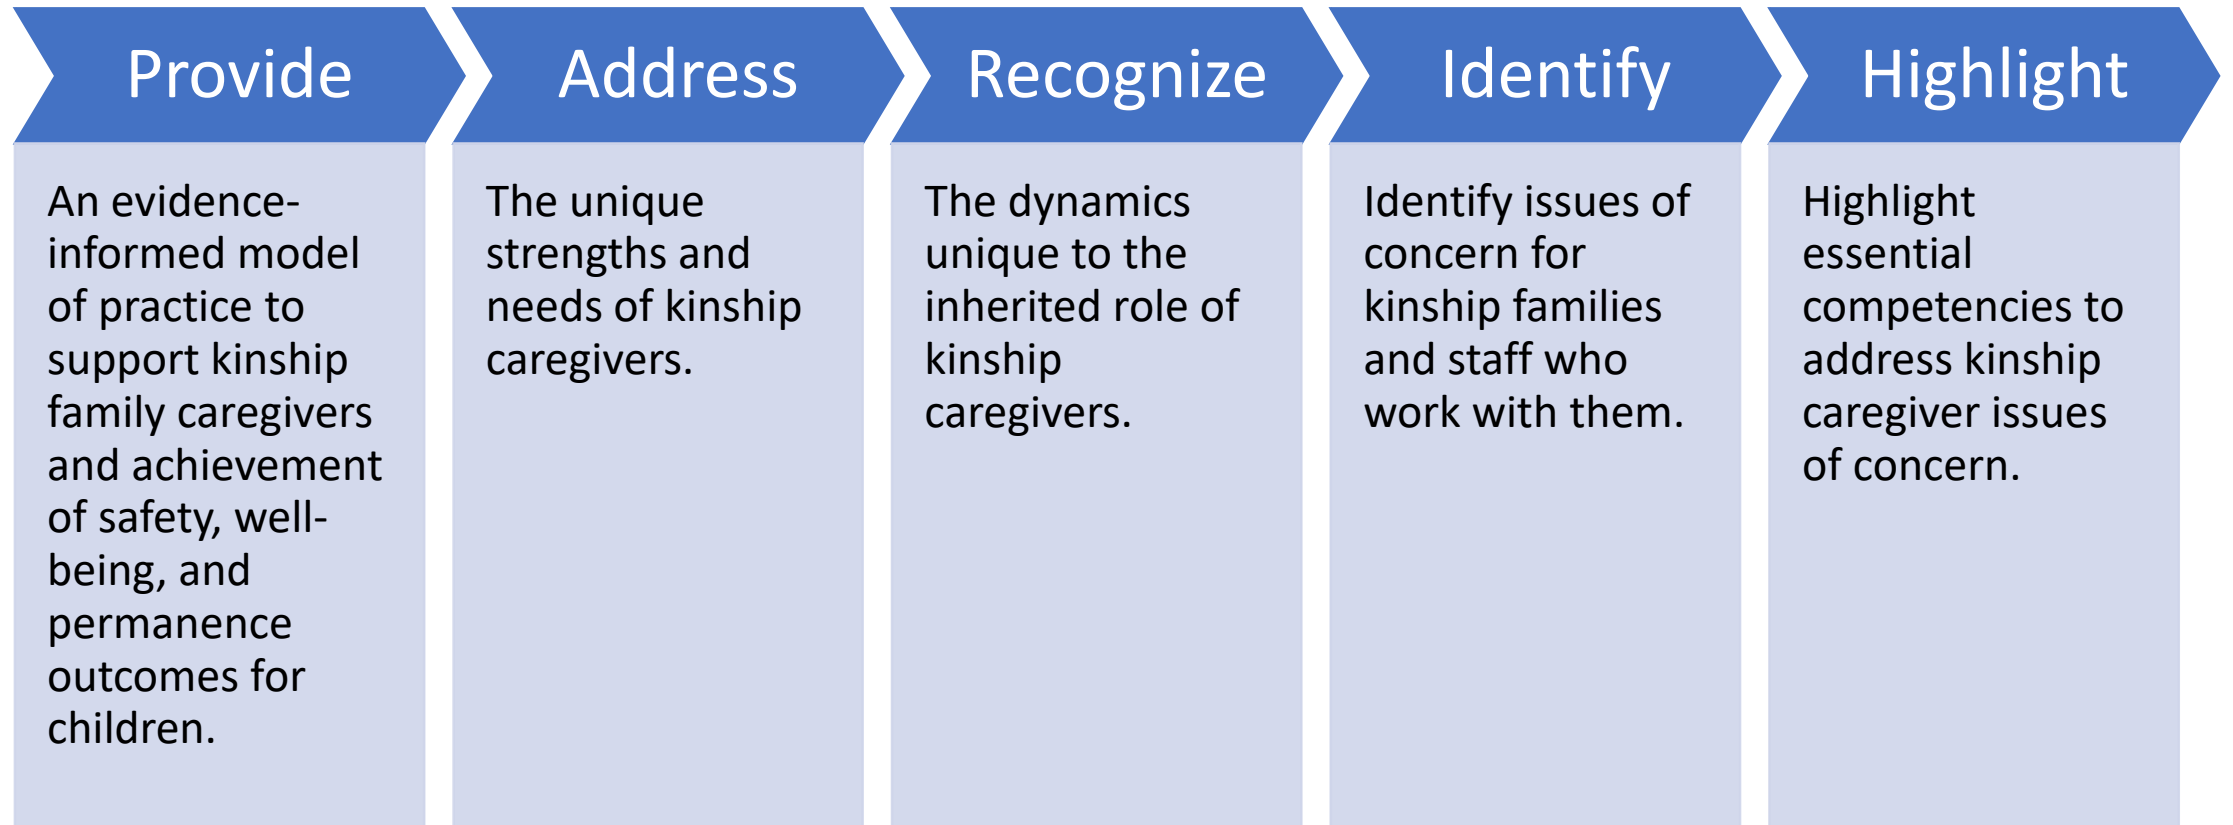 Provide
An evidence-
informed model
of practice to
support kinship
family caregivers
and achievement
of safety, well-
being, and
permanence
outcomes for
children.
Address
The unique
strengths and
needs of kinship
caregivers.
Recognize
The dynamics
unique to the
inherited role of
kinship
caregivers.
Identify
Identify issues of
concern for
kinship families
and staff who
work with them.
Highlight
Highlight
essential
competencies to
address kinship
caregiver issues
of concern.